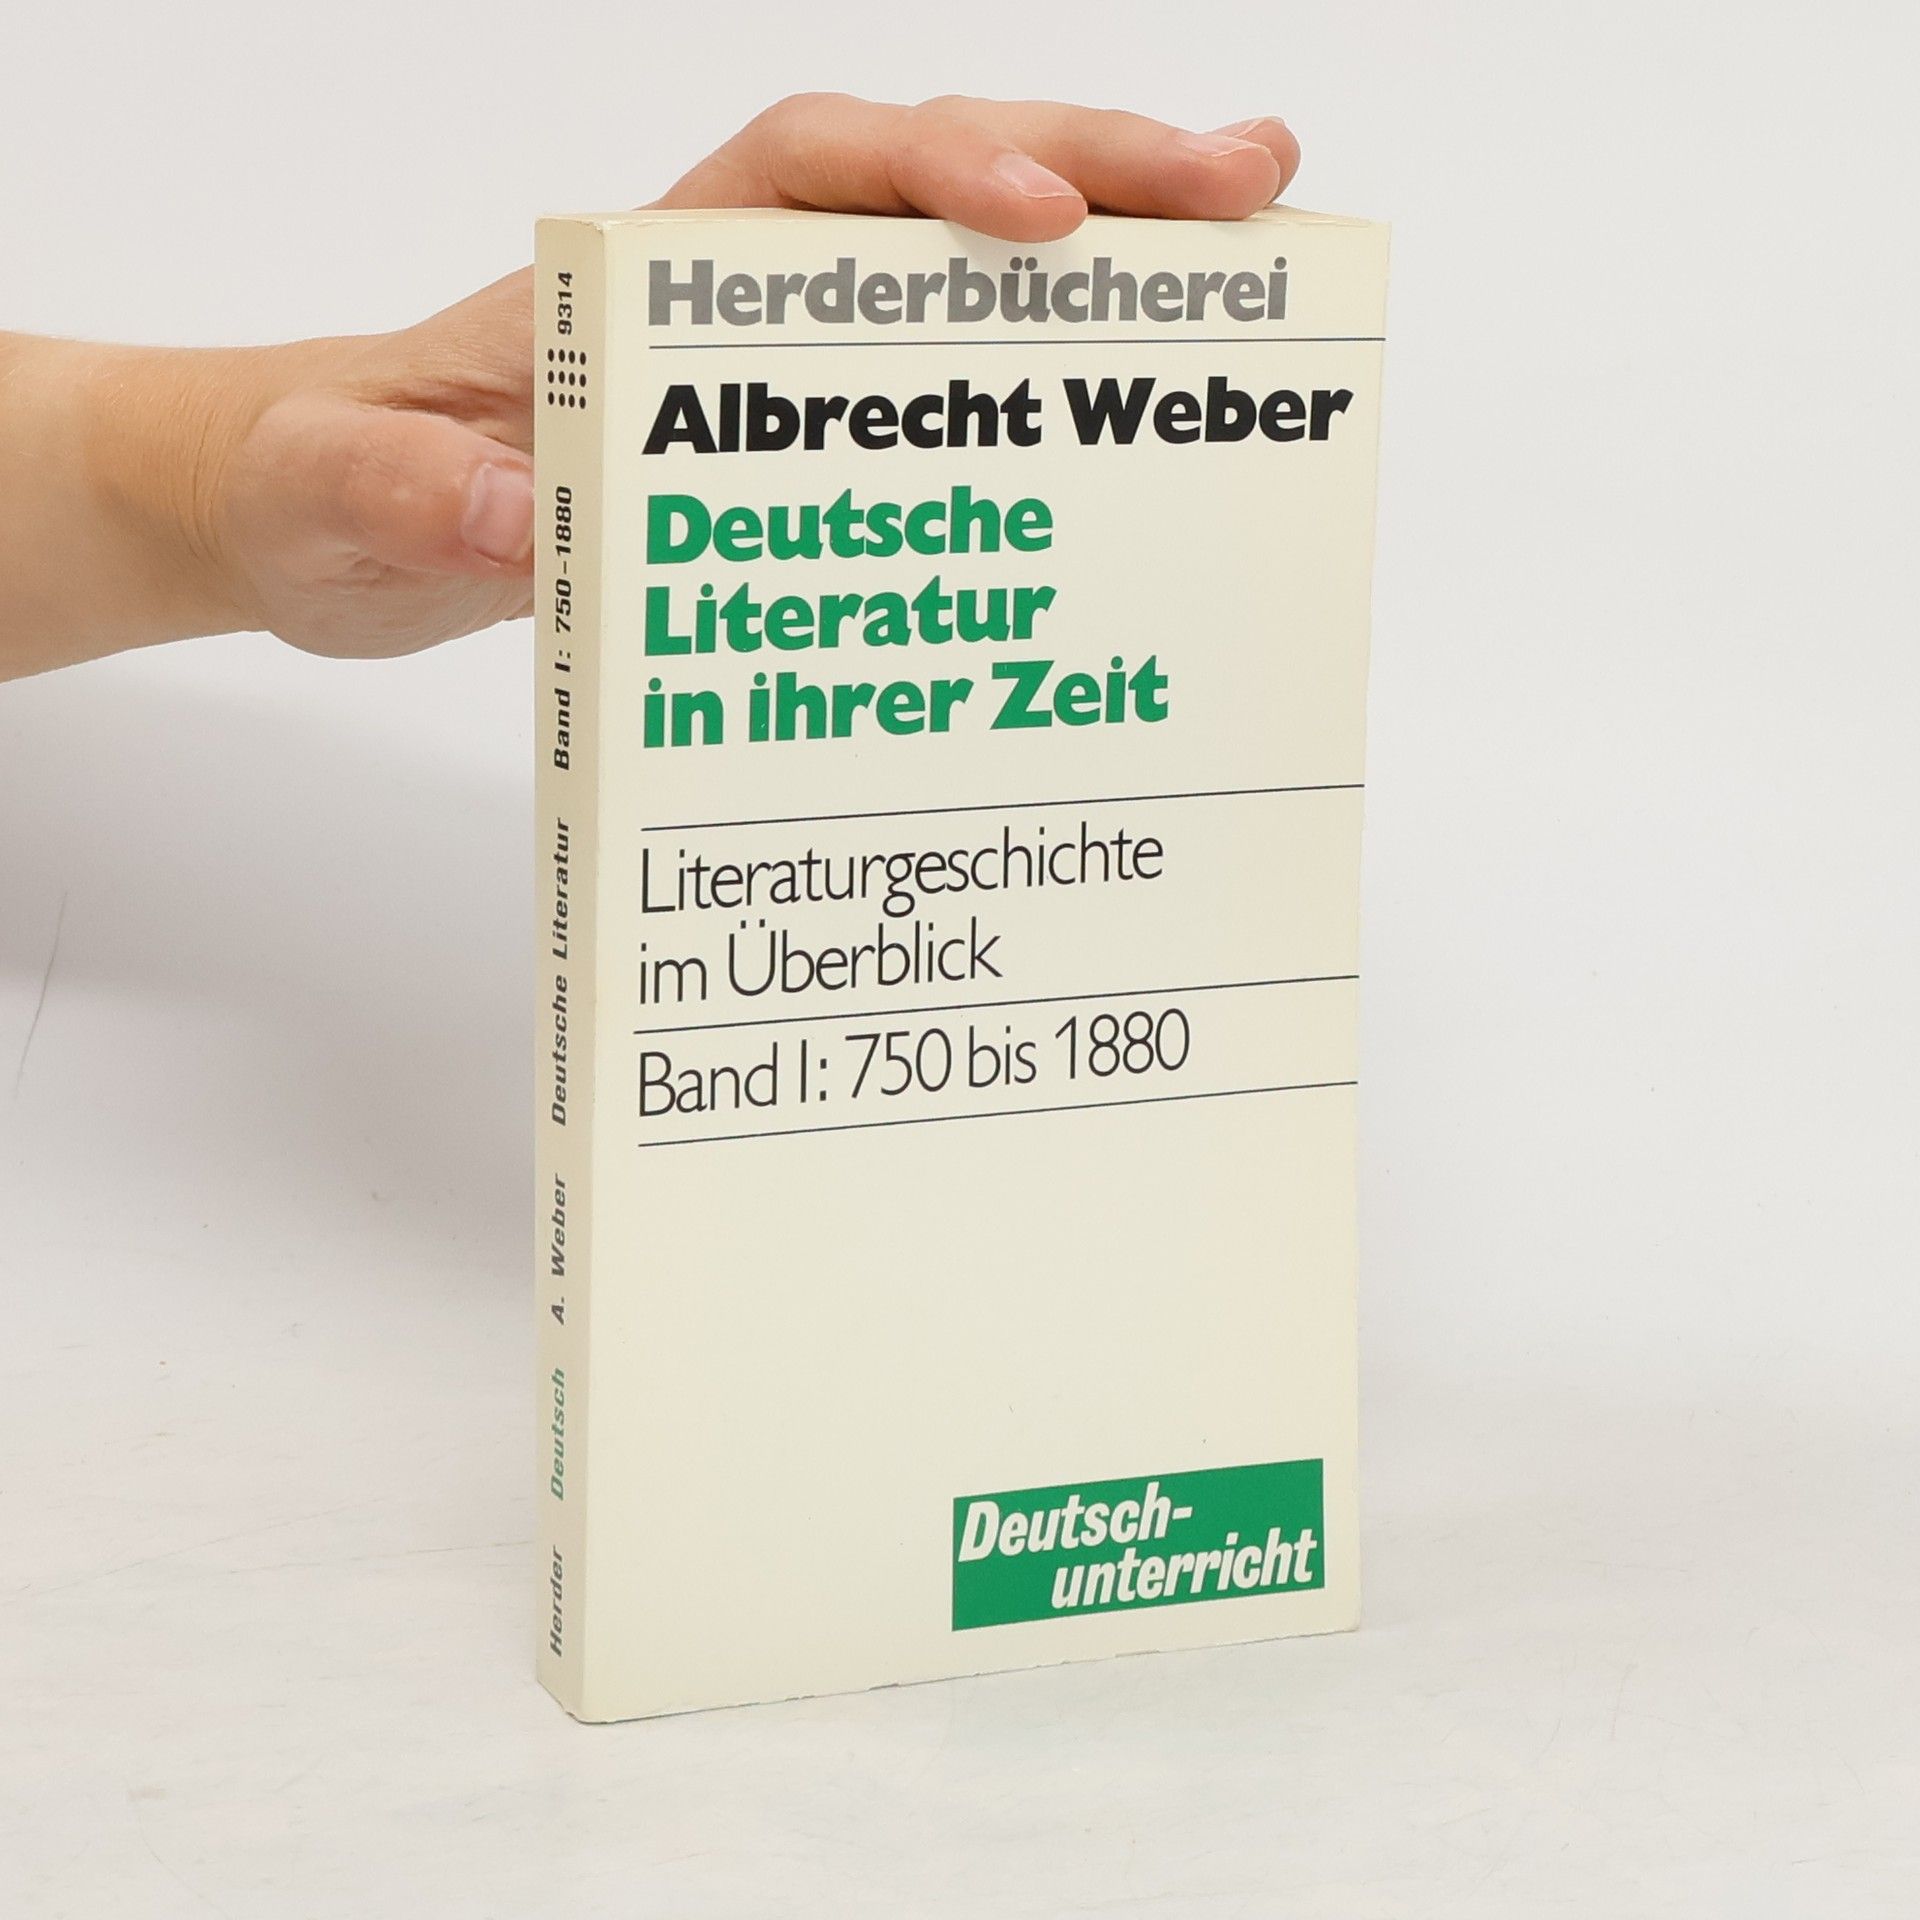 Herderbücherei
Albrecht Weber
Deutsche
Literatur
in ihrer Zeit
Literaturgeschichte
im Überblick
Band I: 750 bis 1880
Deutsch-
unterricht
Herder Deutsch A. Weber Deutsche Literatur Band I: 750-1880 9314